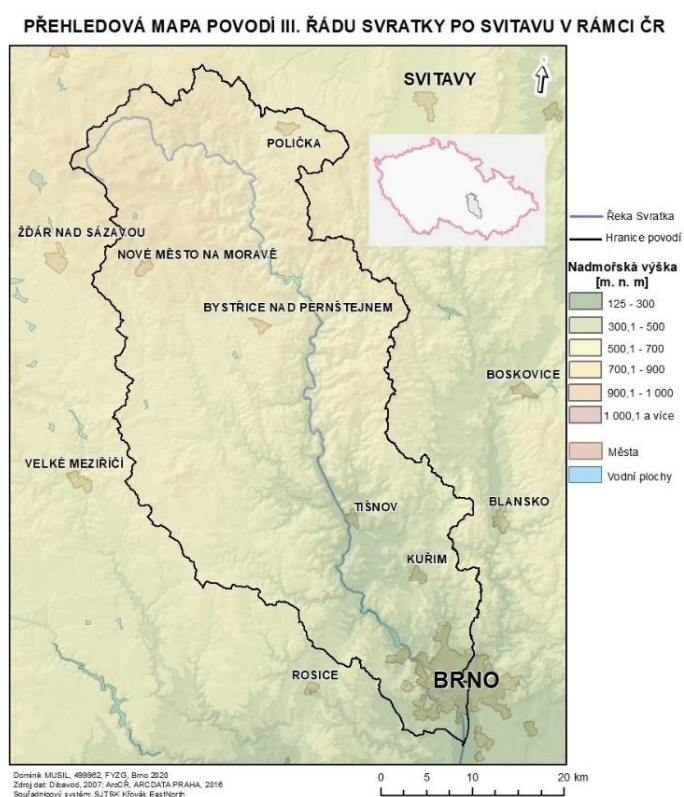 PŘEHLEDOVÁ MAPA POVODÍ III. ŘÁDU SVRATKY PO SVITAVU V RÁMCI ČR
SVITAVY
POLIČKA
ŽĎÁR NAD SÁZAVOU
NOVÉ MĚSTO NA MORAVĚ
BYSTŘICE NAD PERNŠTEJNEM
BOSKOVICE
VELKÉ MEZIŘÍČÍ
TIŠNOV
BLANSKO
KUŘIM
ROSICE
BRNO
Řeka Svratka
Hranice povodí
Nadmořská výška
[m. n. m]
125 - 300
300,1 - 500
500,1 - 700
700,1 - 900
900,1 - 1 000
1 000,1 a více
Města
Vodní plochy
Dominik MUSIL, 499962, FYZG, Brno 2020
Zdroj dat: Dibavod, 2007; ArcČR, ARCDATA PRAHA, 2016
Souřadnicový systém: SJTSK Křovák EastNorth
0 5 10 20 km